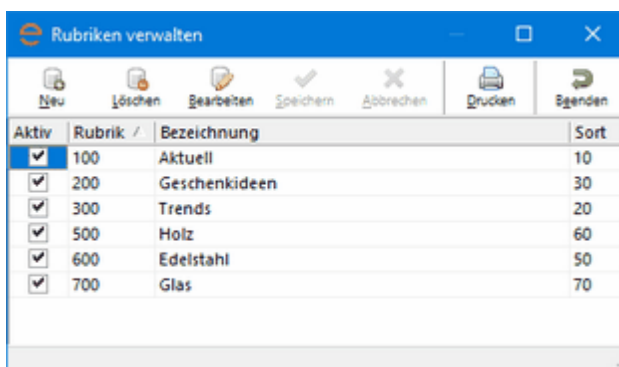 Rubriken verwalten
Neu Löschen Bearbeiten Speichern Abbrechen Drucken Beenden
Aktiv Rubrik Bezeichnung Sort
100 Aktuell 10
200 Geschenkideen 30
300 Trends 20
500 Holz 60
600 Edelstahl 50
700 Glas 70